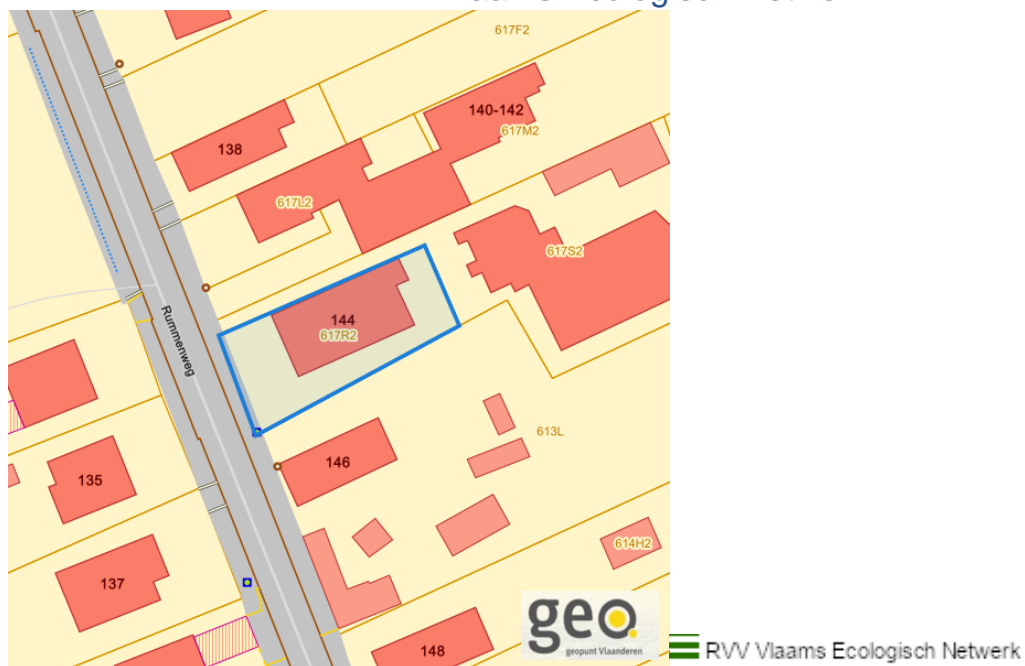 617F2
140-142
617M2
138
617L2
617S2
144
617R2
Rummenweg
613L
146
135
614H2
137
148
geo
geopunt Vlaanderen
RVV Vlaams Ecologisch Netwerk